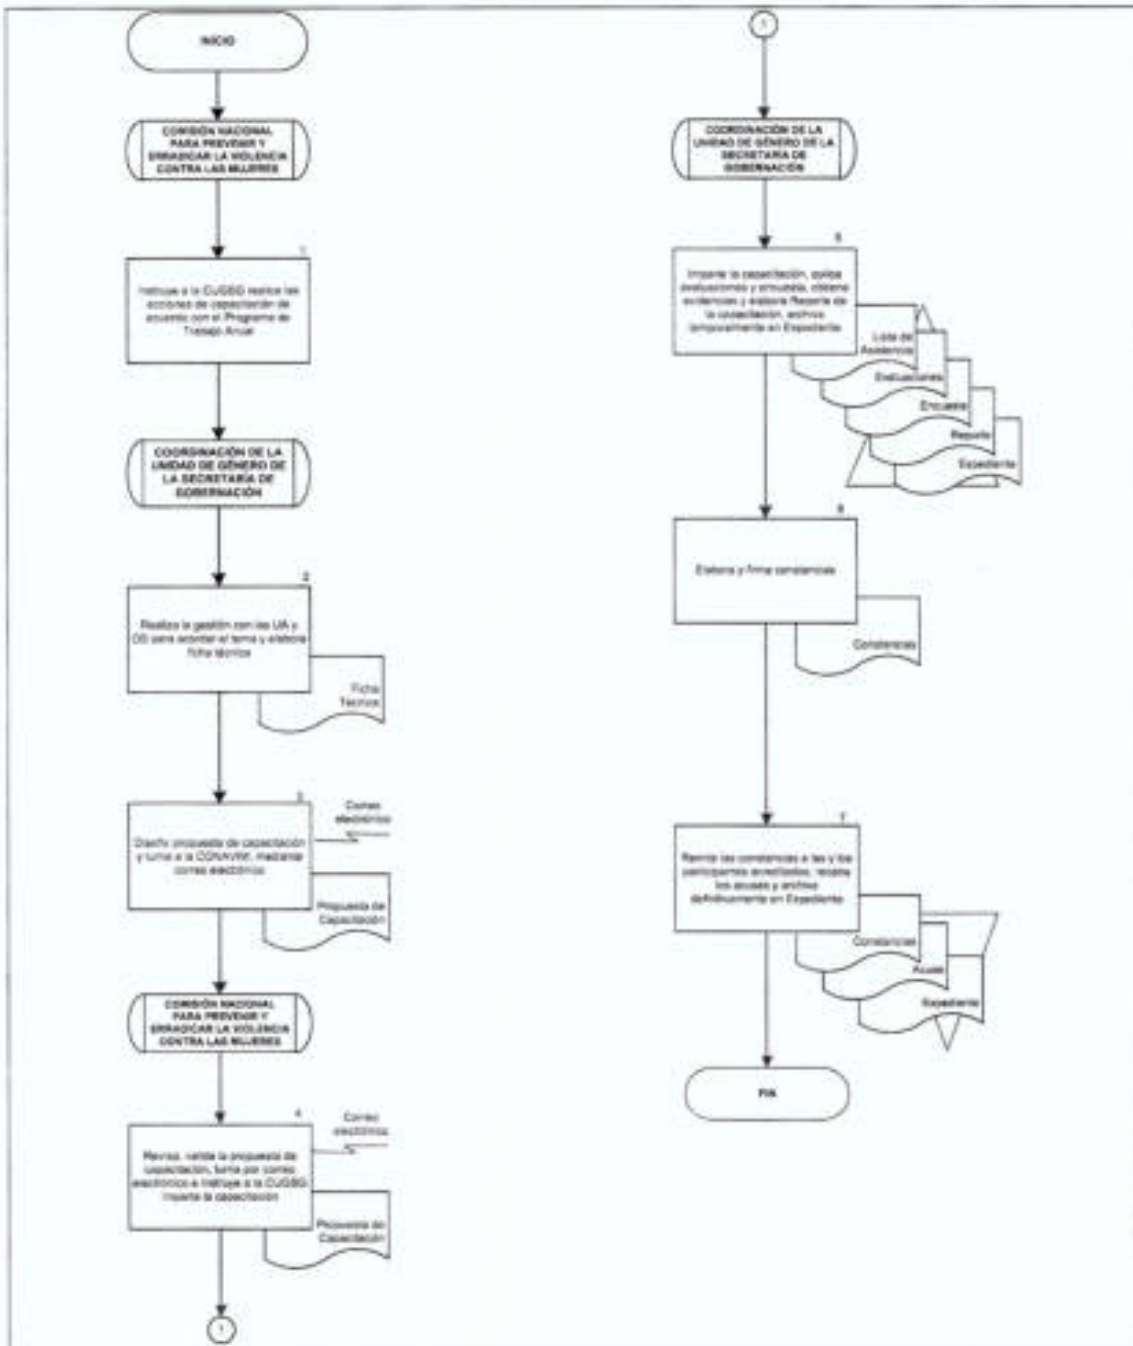 INICIO
COMISIÓN NACIONAL
PARA PREVENIR Y
ERRADICAR LA VIOLENCIA
CONTRA LAS MUJERES
1
Instruye a la CUGSG realice las
acciones de capacitación de
acuerdo con el Programa de
Trabajo Anual
COORDINACIÓN DE LA
UNIDAD DE GÉNERO DE
LA SECRETARÍA DE
GOBERNACIÓN
2
Realiza la gestión con las UA y
para acordar el tema y elabora
ficha técnica
Ficha
Técnica
3
Diseña propuesta de capacitación
y turna a la CONAVIM, mediante
correo electrónico
Correo
electrónico
Propuesta de
Capacitación
COMISIÓN NACIONAL
PARA PREVENIR Y
ERRADICAR LA VIOLENCIA
CONTRA LAS MUJERES
4
Revisa, valida la propuesta de
capacitación, turna por correo
electrónico e instruye a la CUGSG
imparta la capacitación
Correo
electrónico
Propuesta de
Capacitación
1
1
COORDINACIÓN DE LA
UNIDAD DE GÉNERO DE LA
SECRETARÍA DE
GOBERNACIÓN
5
Imparte la capacitación, aplica
evaluaciones y encuesta, obtiene
evidencias y elabora Reporte de
la capacitación, archiva
temporalmente en Expediente
Lista de
Asistencia
Evaluaciones
Encuesta
Reporte
Expediente
6
Elabora y firma constancias
Constancias
7
Remite las constancias a las y los
participantes acreditados, recaba
los acuses y archiva
definitivamente en Expediente
Constancias
Acuse
Expediente
FIN